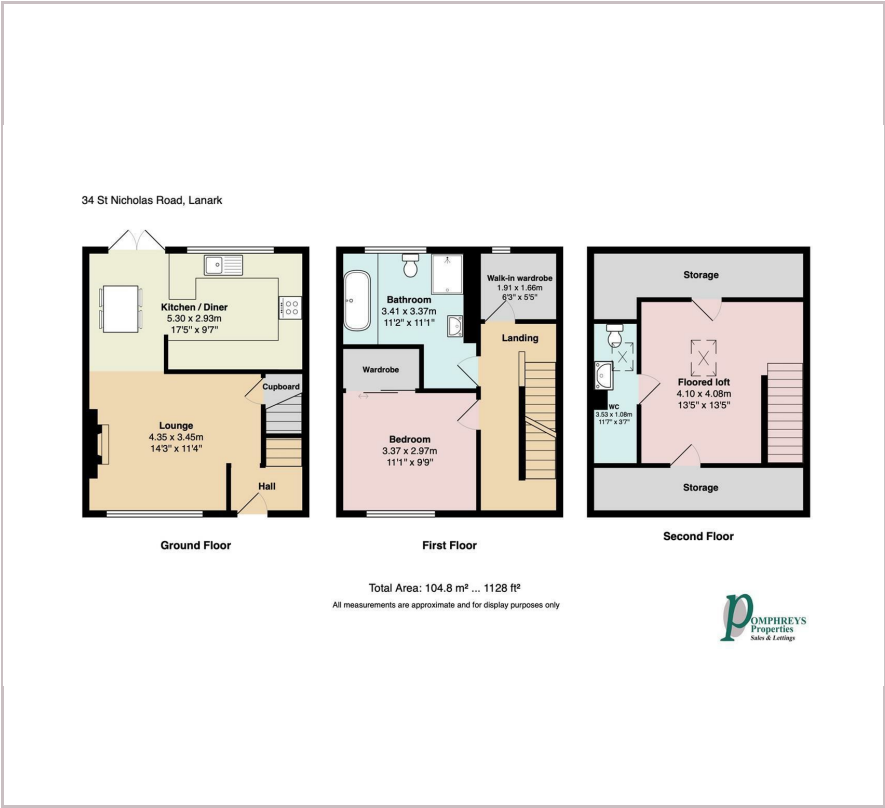 34 St Nicholas Road, Lanark
Kitchen / Diner
5.30 x 2.93m
17'5" x 9'7"
Cupboard
Lounge
4.35 x 3.45m
14'3" x 11'4"
Hall
Ground Floor
Bathroom
3.41 x 3.37m
11'2" x 11'1"
Walk-in wardrobe
1.91 x 1.66m
6'3" x 5'5"
Landing
Wardrobe
Bedroom
3.37 x 2.97m
11'1" x 9'9"
First Floor
Storage
Floored loft
4.10 x 4.08m
13'5" x 13'5"
WC
3.53 x 1.08m
11'7" x 3'7"
Storage
Second Floor
Total Area: 104.8 m² ... 1128 ft²
All measurements are approximate and for display purposes only
POMPHREYS
Properties
Sales & Lettings